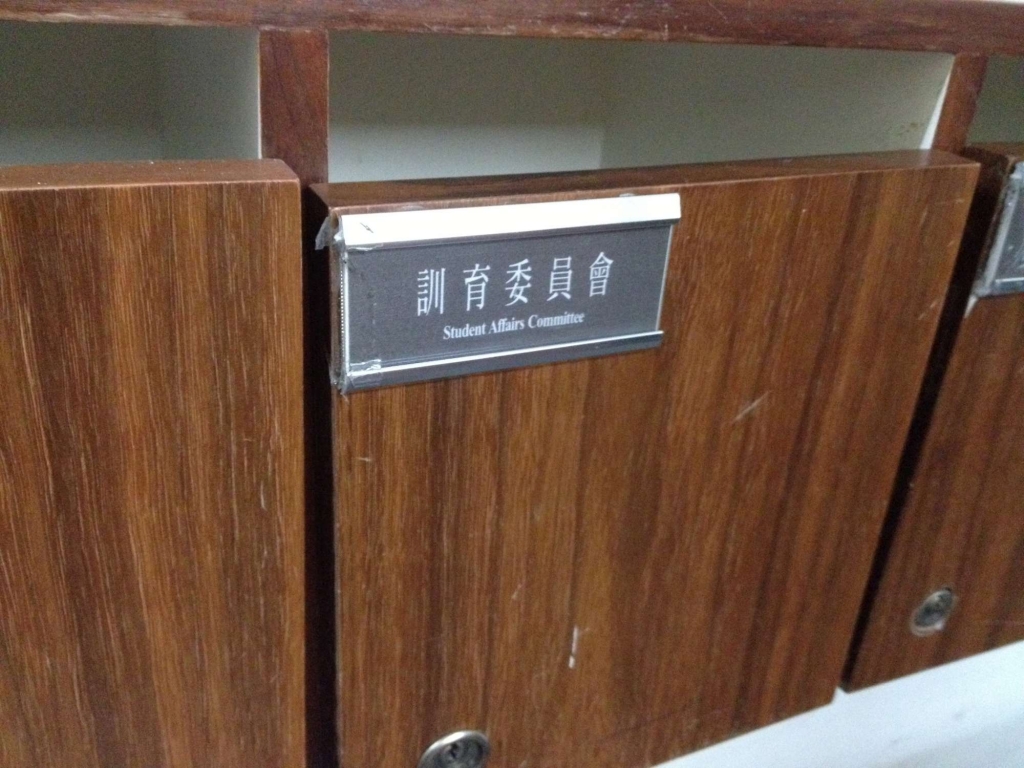 訓育委員會
Student Affairs Committee